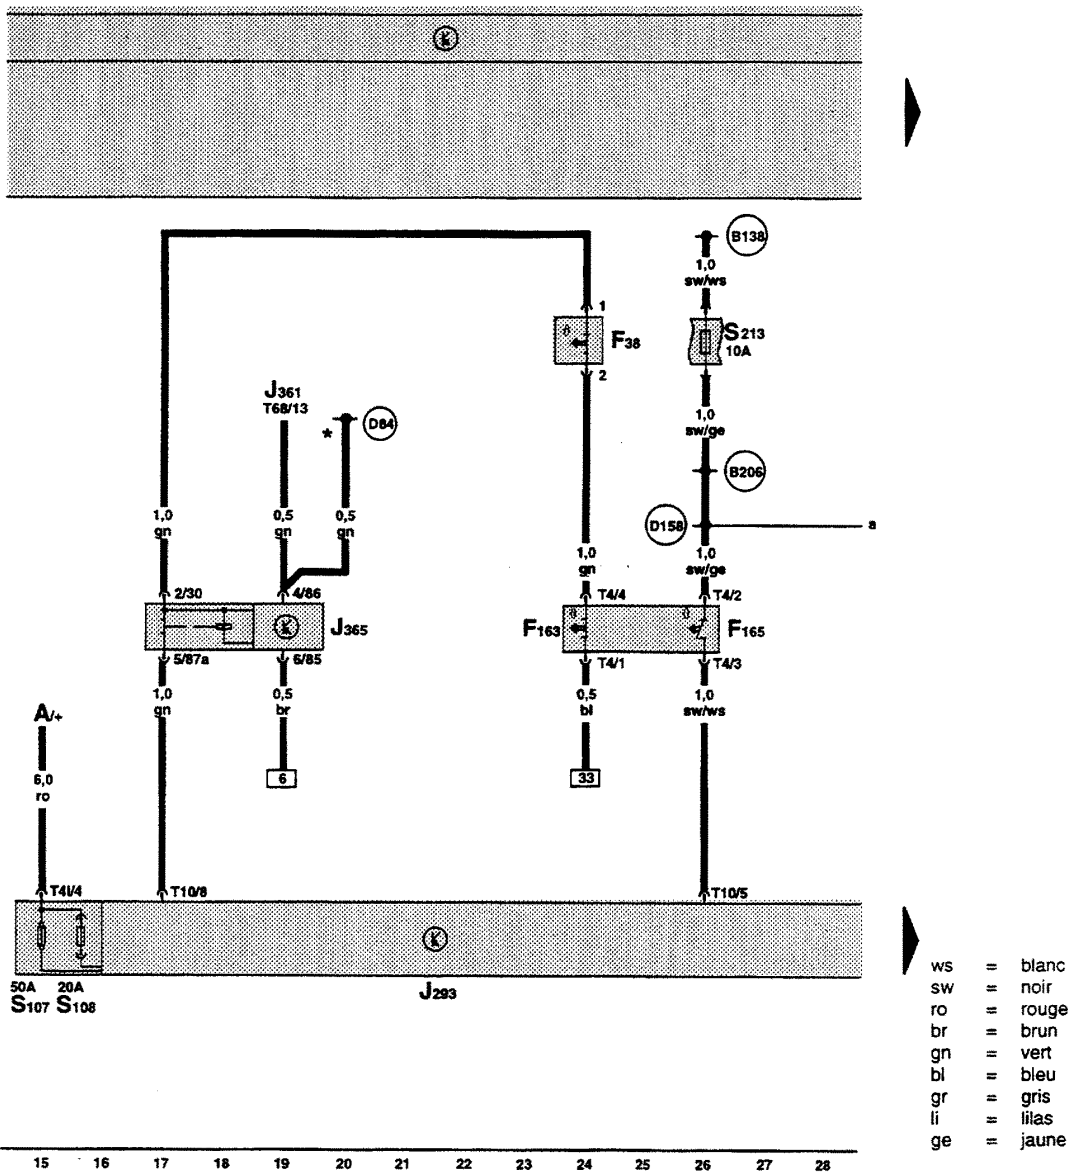 K
B138
1,0
sw/ws
1
F38
2
S213
10A
J361
T68/13
D84
*
1,0
sw/ge
B206
1,0
gn
0,5
gn
0,5
gn
D158
a
1,0
gn
1,0
sw/ge
2/30
4/86
T4/4
T4/2
K
J365
F163
F165
5/87a
6/85
T4/1
T4/3
1,0
gn
0,5
br
0,5
bl
1,0
sw/ws
A/+
6
33
6,0
ro
T4l/4
T10/8
T10/5
K
50A
20A
S107
S108
J293
ws = blanc
sw = noir
ro = rouge
br = brun
gn = vert
bl = bleu
gr = gris
li = lilas
ge = jaune
15 16 17 18 19 20 21 22 23 24 25 26 27 28